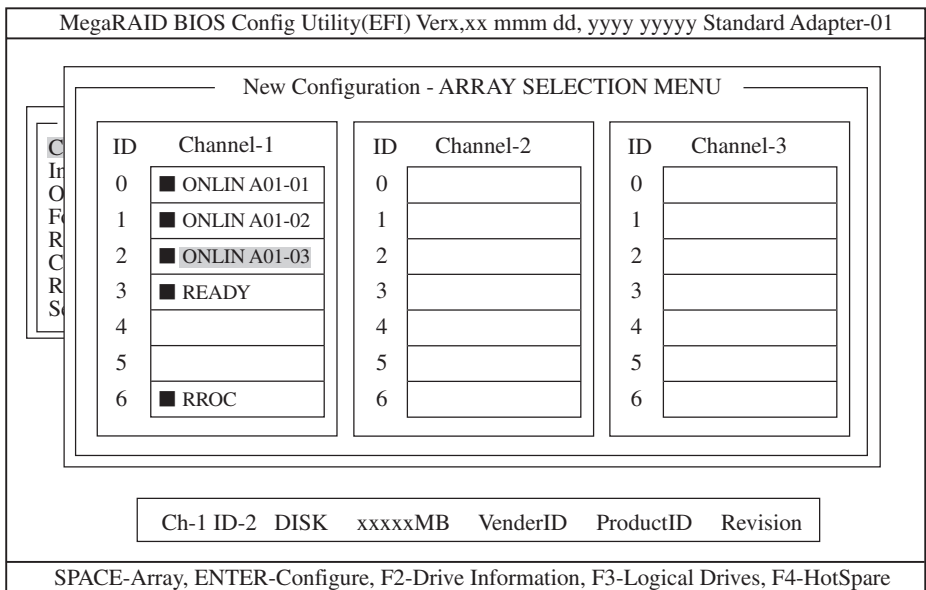 MegaRAID BIOS Config Utility(EFI) Verx,xx mmm dd, yyyy yyyyy Standard Adapter-01
New Configuration - ARRAY SELECTION MENU
ID Channel-1 ID Channel-2 ID Channel-3
0 ONLIN A01-01 0 0
1 ONLIN A01-02 1 1
2 ONLIN A01-03 2 2
3 READY 3 3
4 4 4
5 5 5
6 RROC 6 6
C
In
O
Fo
R
C
R
Se
Ch-1 ID-2 DISK xxxxxMB VenderID ProductID Revision
SPACE-Array, ENTER-Configure, F2-Drive Information, F3-Logical Drives, F4-HotSpare